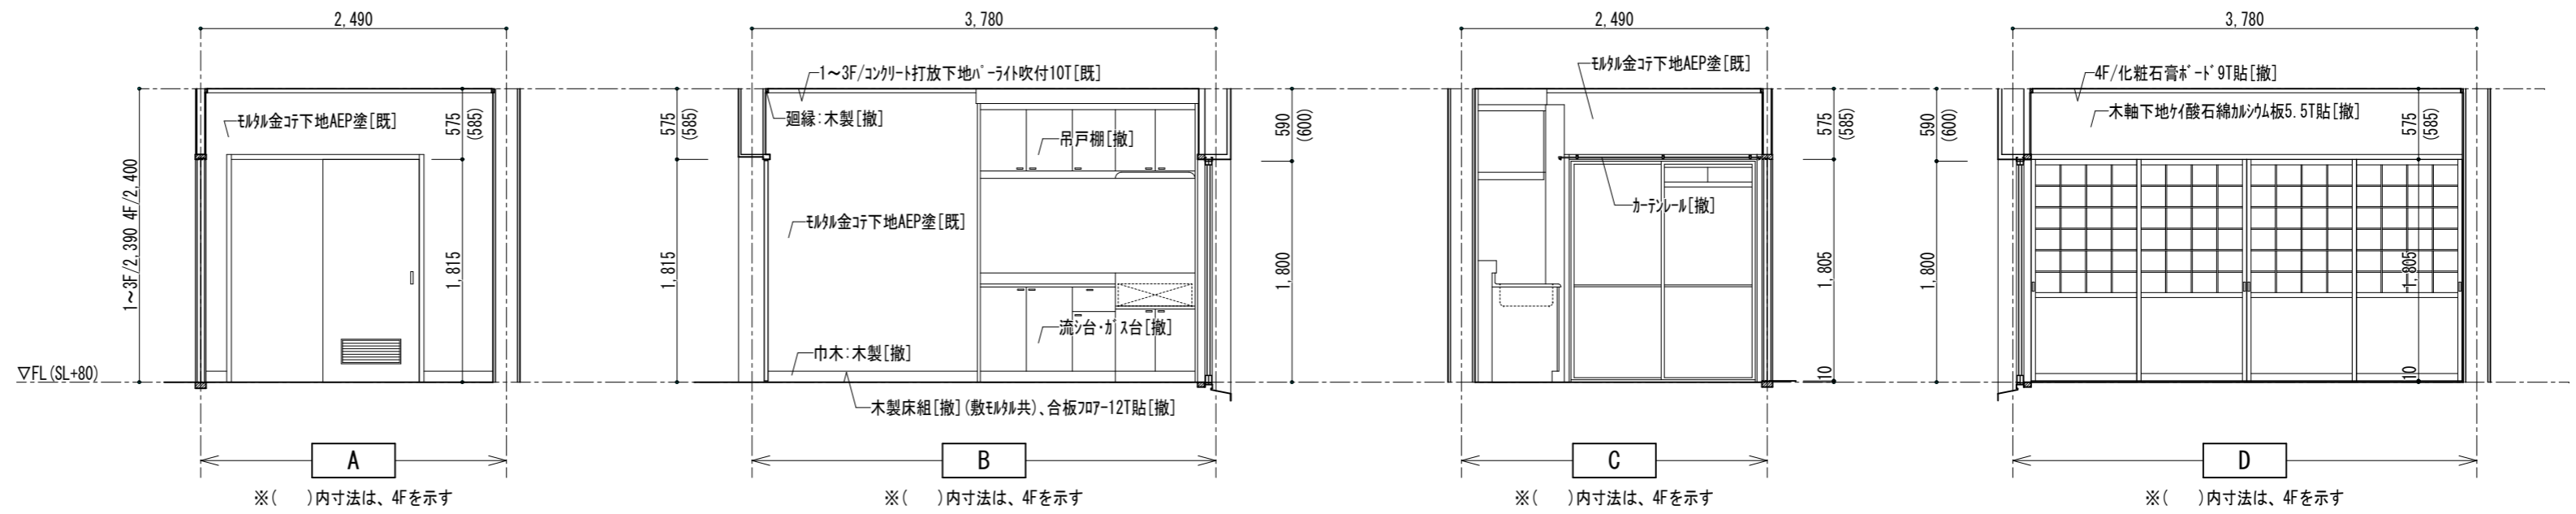 2,490
モルタル金コテ下地AEP塗[既]
575
(585)
1,815
1~3F/2,390 4F/2,400
▽FL(SL+80)
A
※(　)内寸法は、4Fを示す
3,780
1~3F/コンクリート打放下地パーライト吹付10T[既]
廻縁:木製[撤]
575
(585)
吊戸棚[撤]
590
(600)
モルタル金コテ下地AEP塗[既]
1,815
1,800
流シ台・ガス台[撤]
巾木:木製[撤]
木製床組[撤](敷モルタル共)、合板フロアー12T貼[撤]
B
※(　)内寸法は、4Fを示す
2,490
モルタル金コテ下地AEP塗[既]
575
(585)
カーテンレール[撤]
1,805
10
C
※(　)内寸法は、4Fを示す
3,780
4F/化粧石膏ボード9T貼[撤]
木軸下地ケイ酸石綿カルシウム板5.5T貼[撤]
590
(600)
575
(585)
1,800
1,805
10
D
※(　)内寸法は、4Fを示す